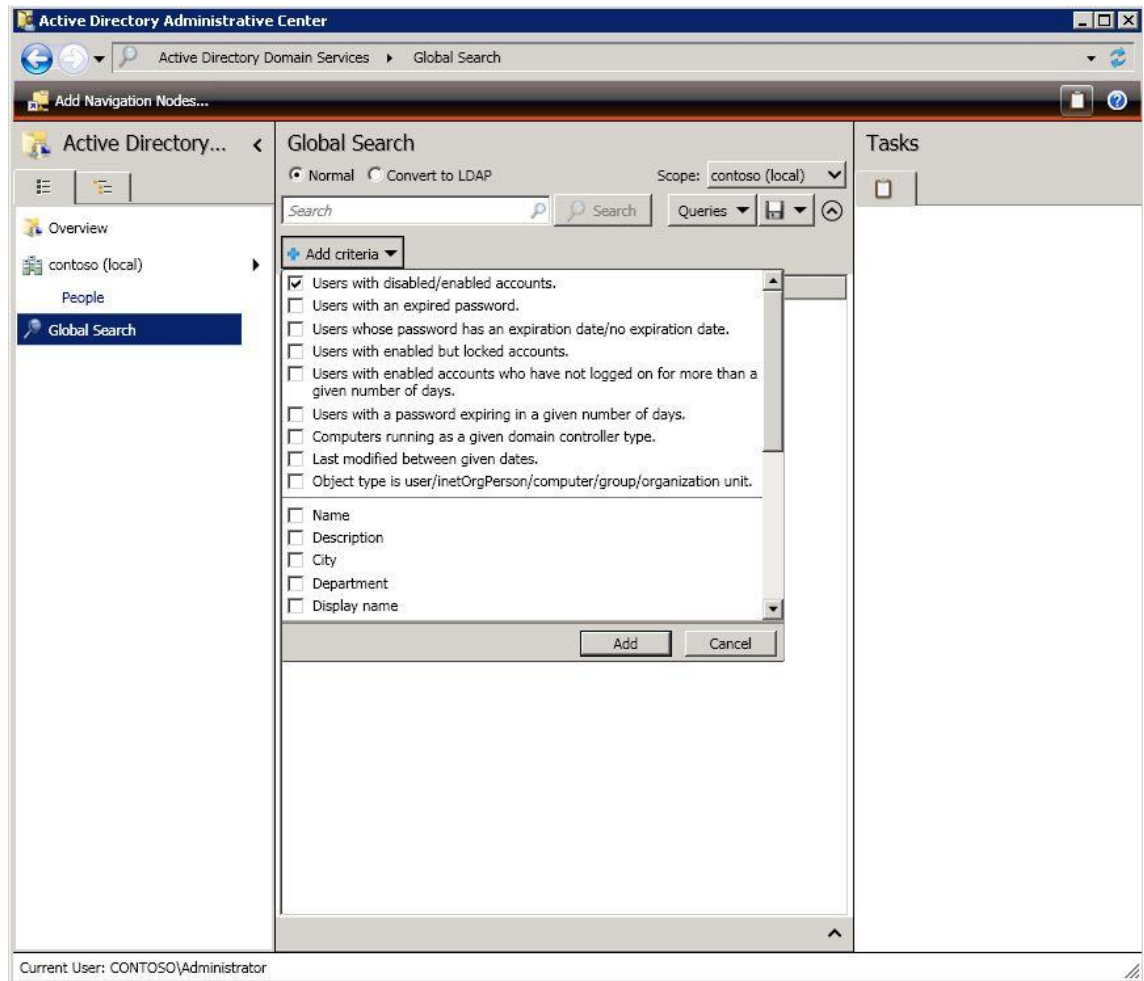 Active Directory Administrative Center
Active Directory Domain Services ▸ Global Search
Add Navigation Nodes...
Active Directory...
Overview
contoso (local)
People
Global Search
Global Search
Normal Convert to LDAP Scope: contoso (local)
Search Search Queries
Add criteria
Users with disabled/enabled accounts.
Users with an expired password.
Users whose password has an expiration date/no expiration date.
Users with enabled but locked accounts.
Users with enabled accounts who have not logged on for more than a
given number of days.
Users with a password expiring in a given number of days.
Computers running as a given domain controller type.
Last modified between given dates.
Object type is user/inetOrgPerson/computer/group/organization unit.
Name
Description
City
Department
Display name
Add Cancel
Tasks
Current User: CONTOSO\Administrator